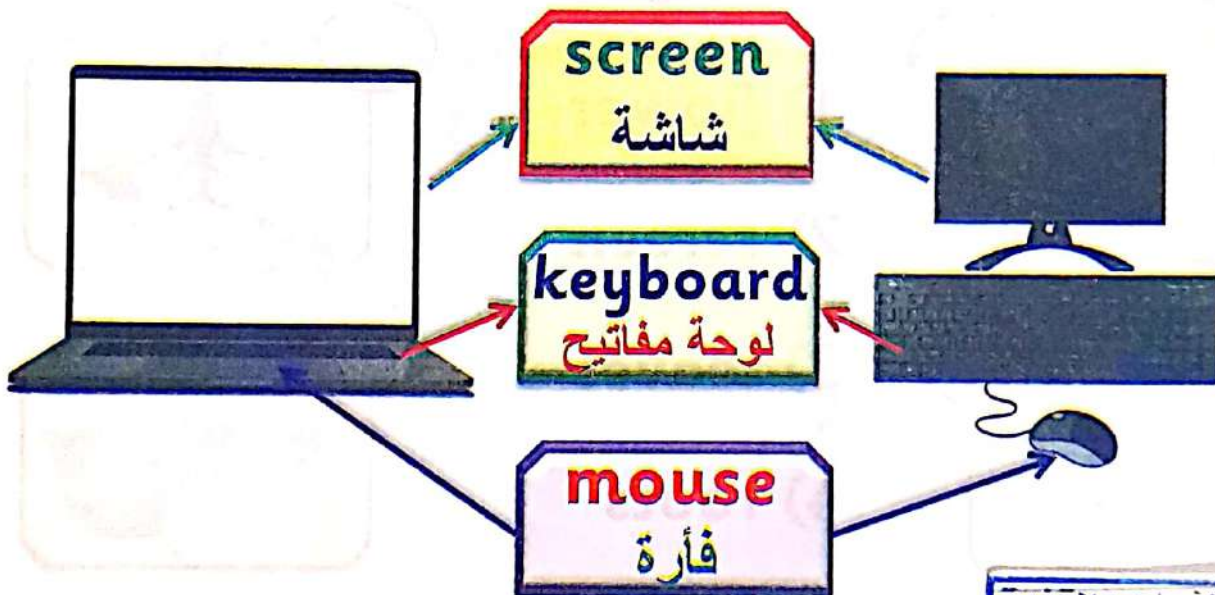 screen
شاشة
keyboard
لوحة مفاتيح
mouse
فأرة